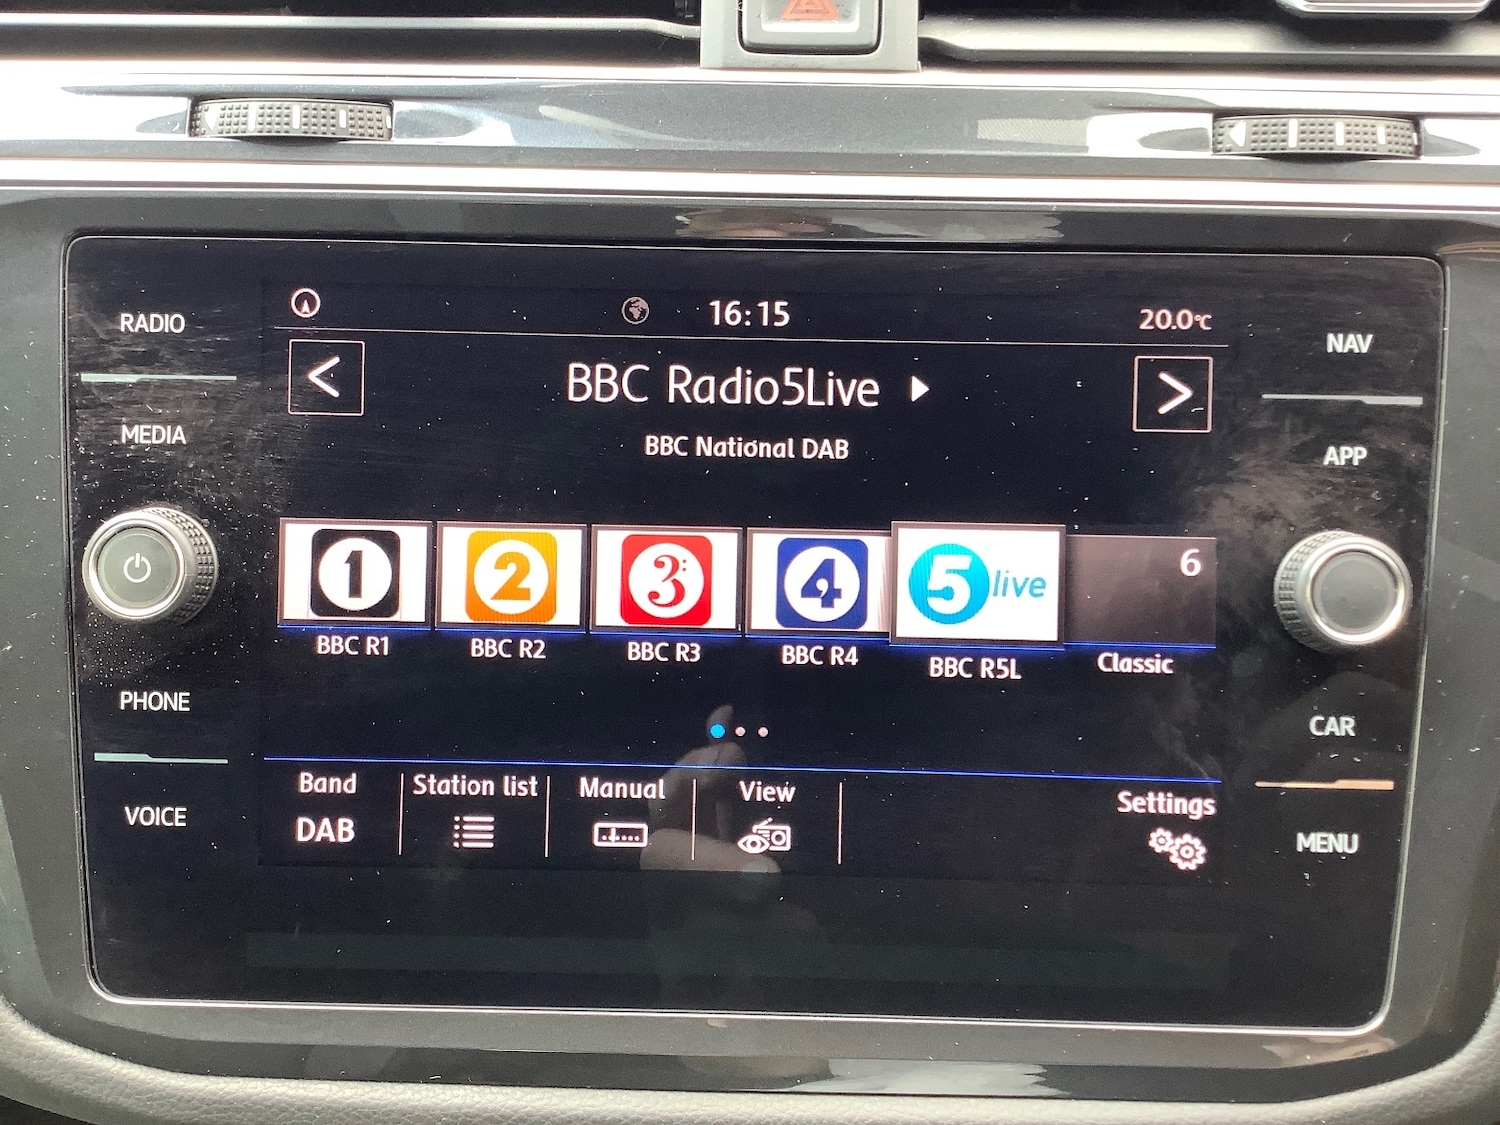 16:15
20.0°C
RADIO
MEDIA
PHONE
VOICE
<
BBC Radio5Live
>
BBC National DAB
1
2
3
4
5 live
6
BBC R1
BBC R2
BBC R3
BBC R4
BBC R5L
Classic
Band
DAB
Station list
Manual
View
Settings
NAV
APP
CAR
MENU